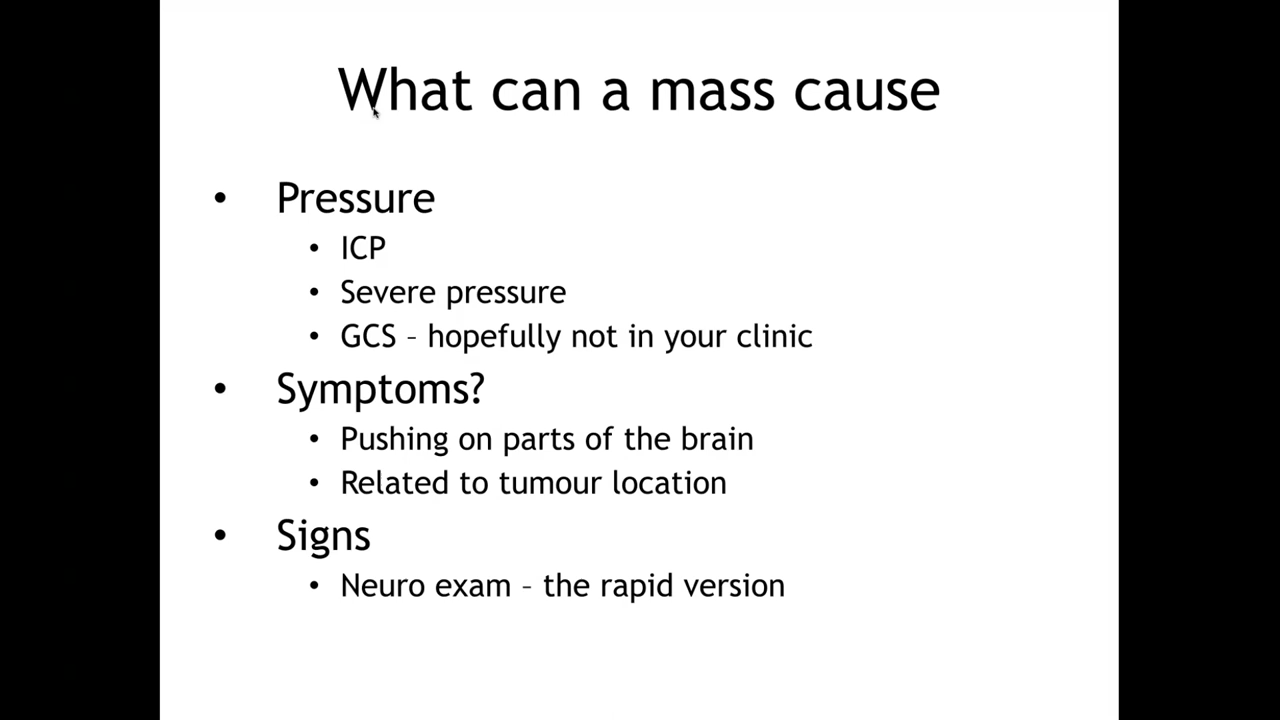 What can a mass cause
• Pressure
• ICP
• Severe pressure
• GCS – hopefully not in your clinic
• Symptoms?
• Pushing on parts of the brain
• Related to tumour location
• Signs
• Neuro exam – the rapid version